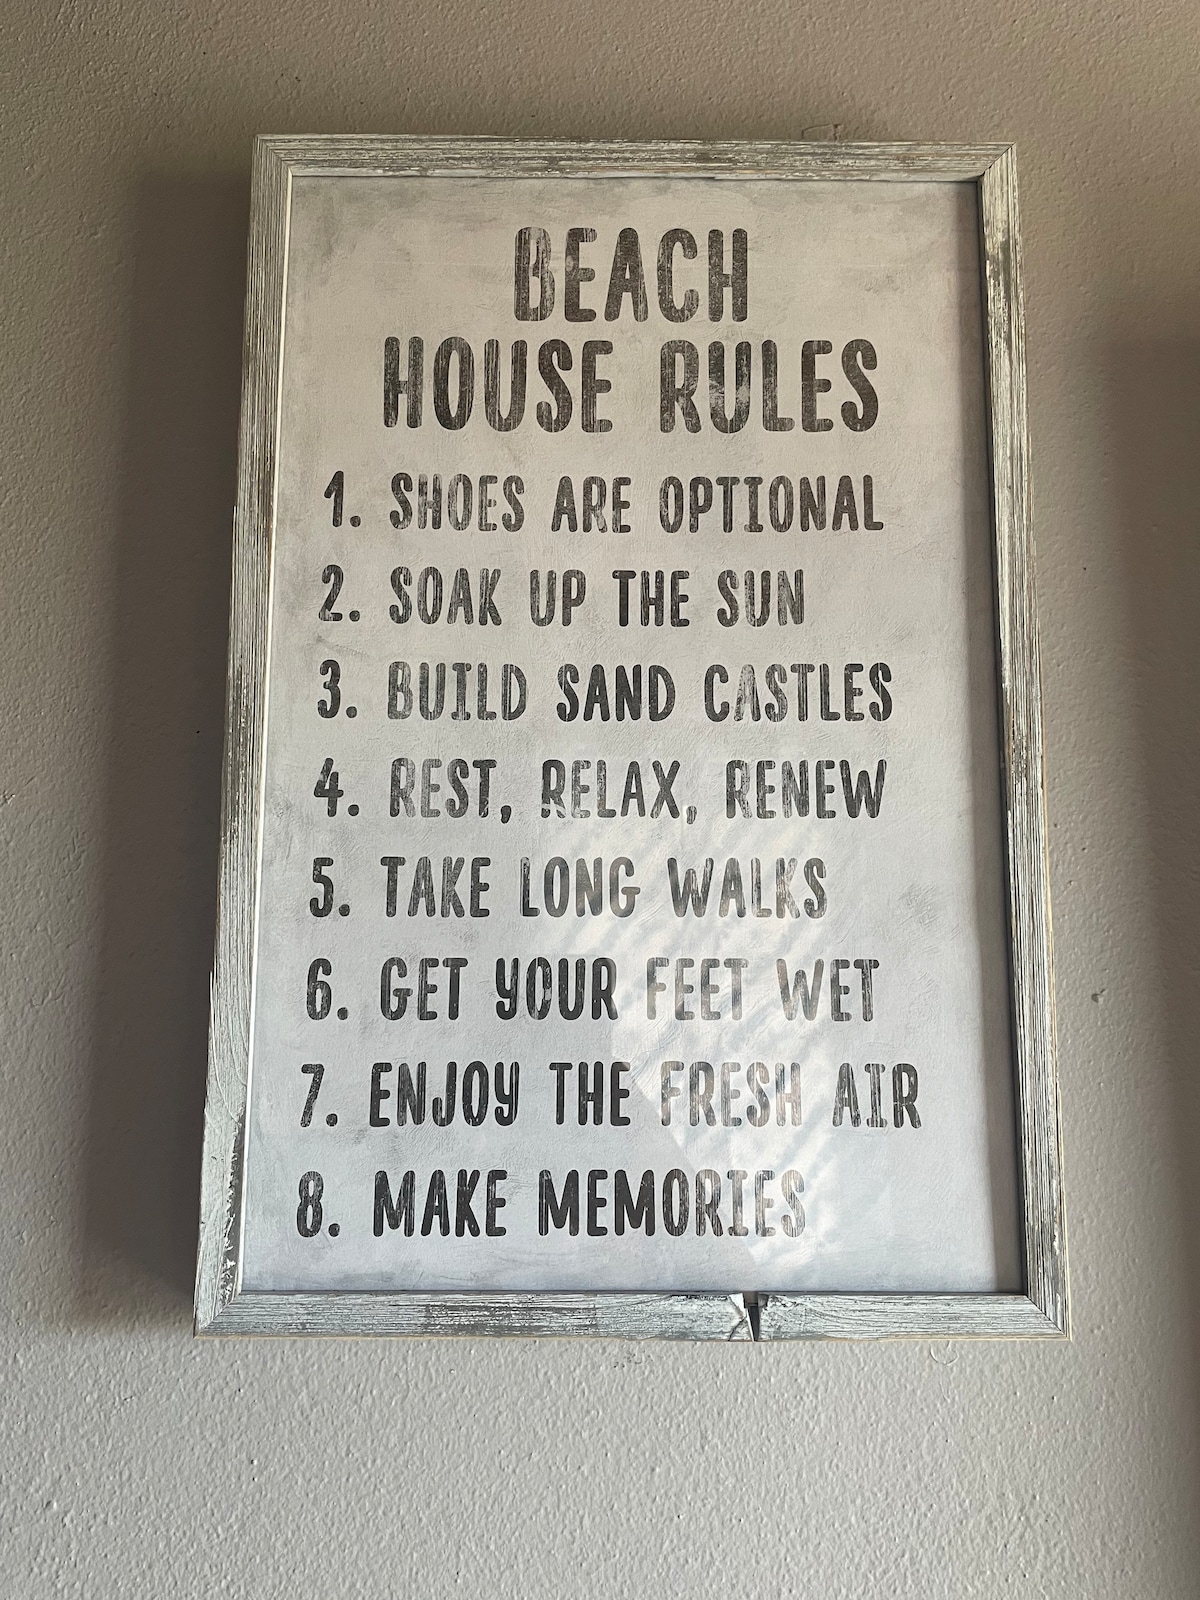 BEACH
HOUSE RULES
1. SHOES ARE OPTIONAL
2. SOAK UP THE SUN
3. BUILD SAND CASTLES
4. REST, RELAX, RENEW
5. TAKE LONG WALKS
6. GET YOUR FEET WET
7. ENJOY THE FRESH AIR
8. MAKE MEMORIES